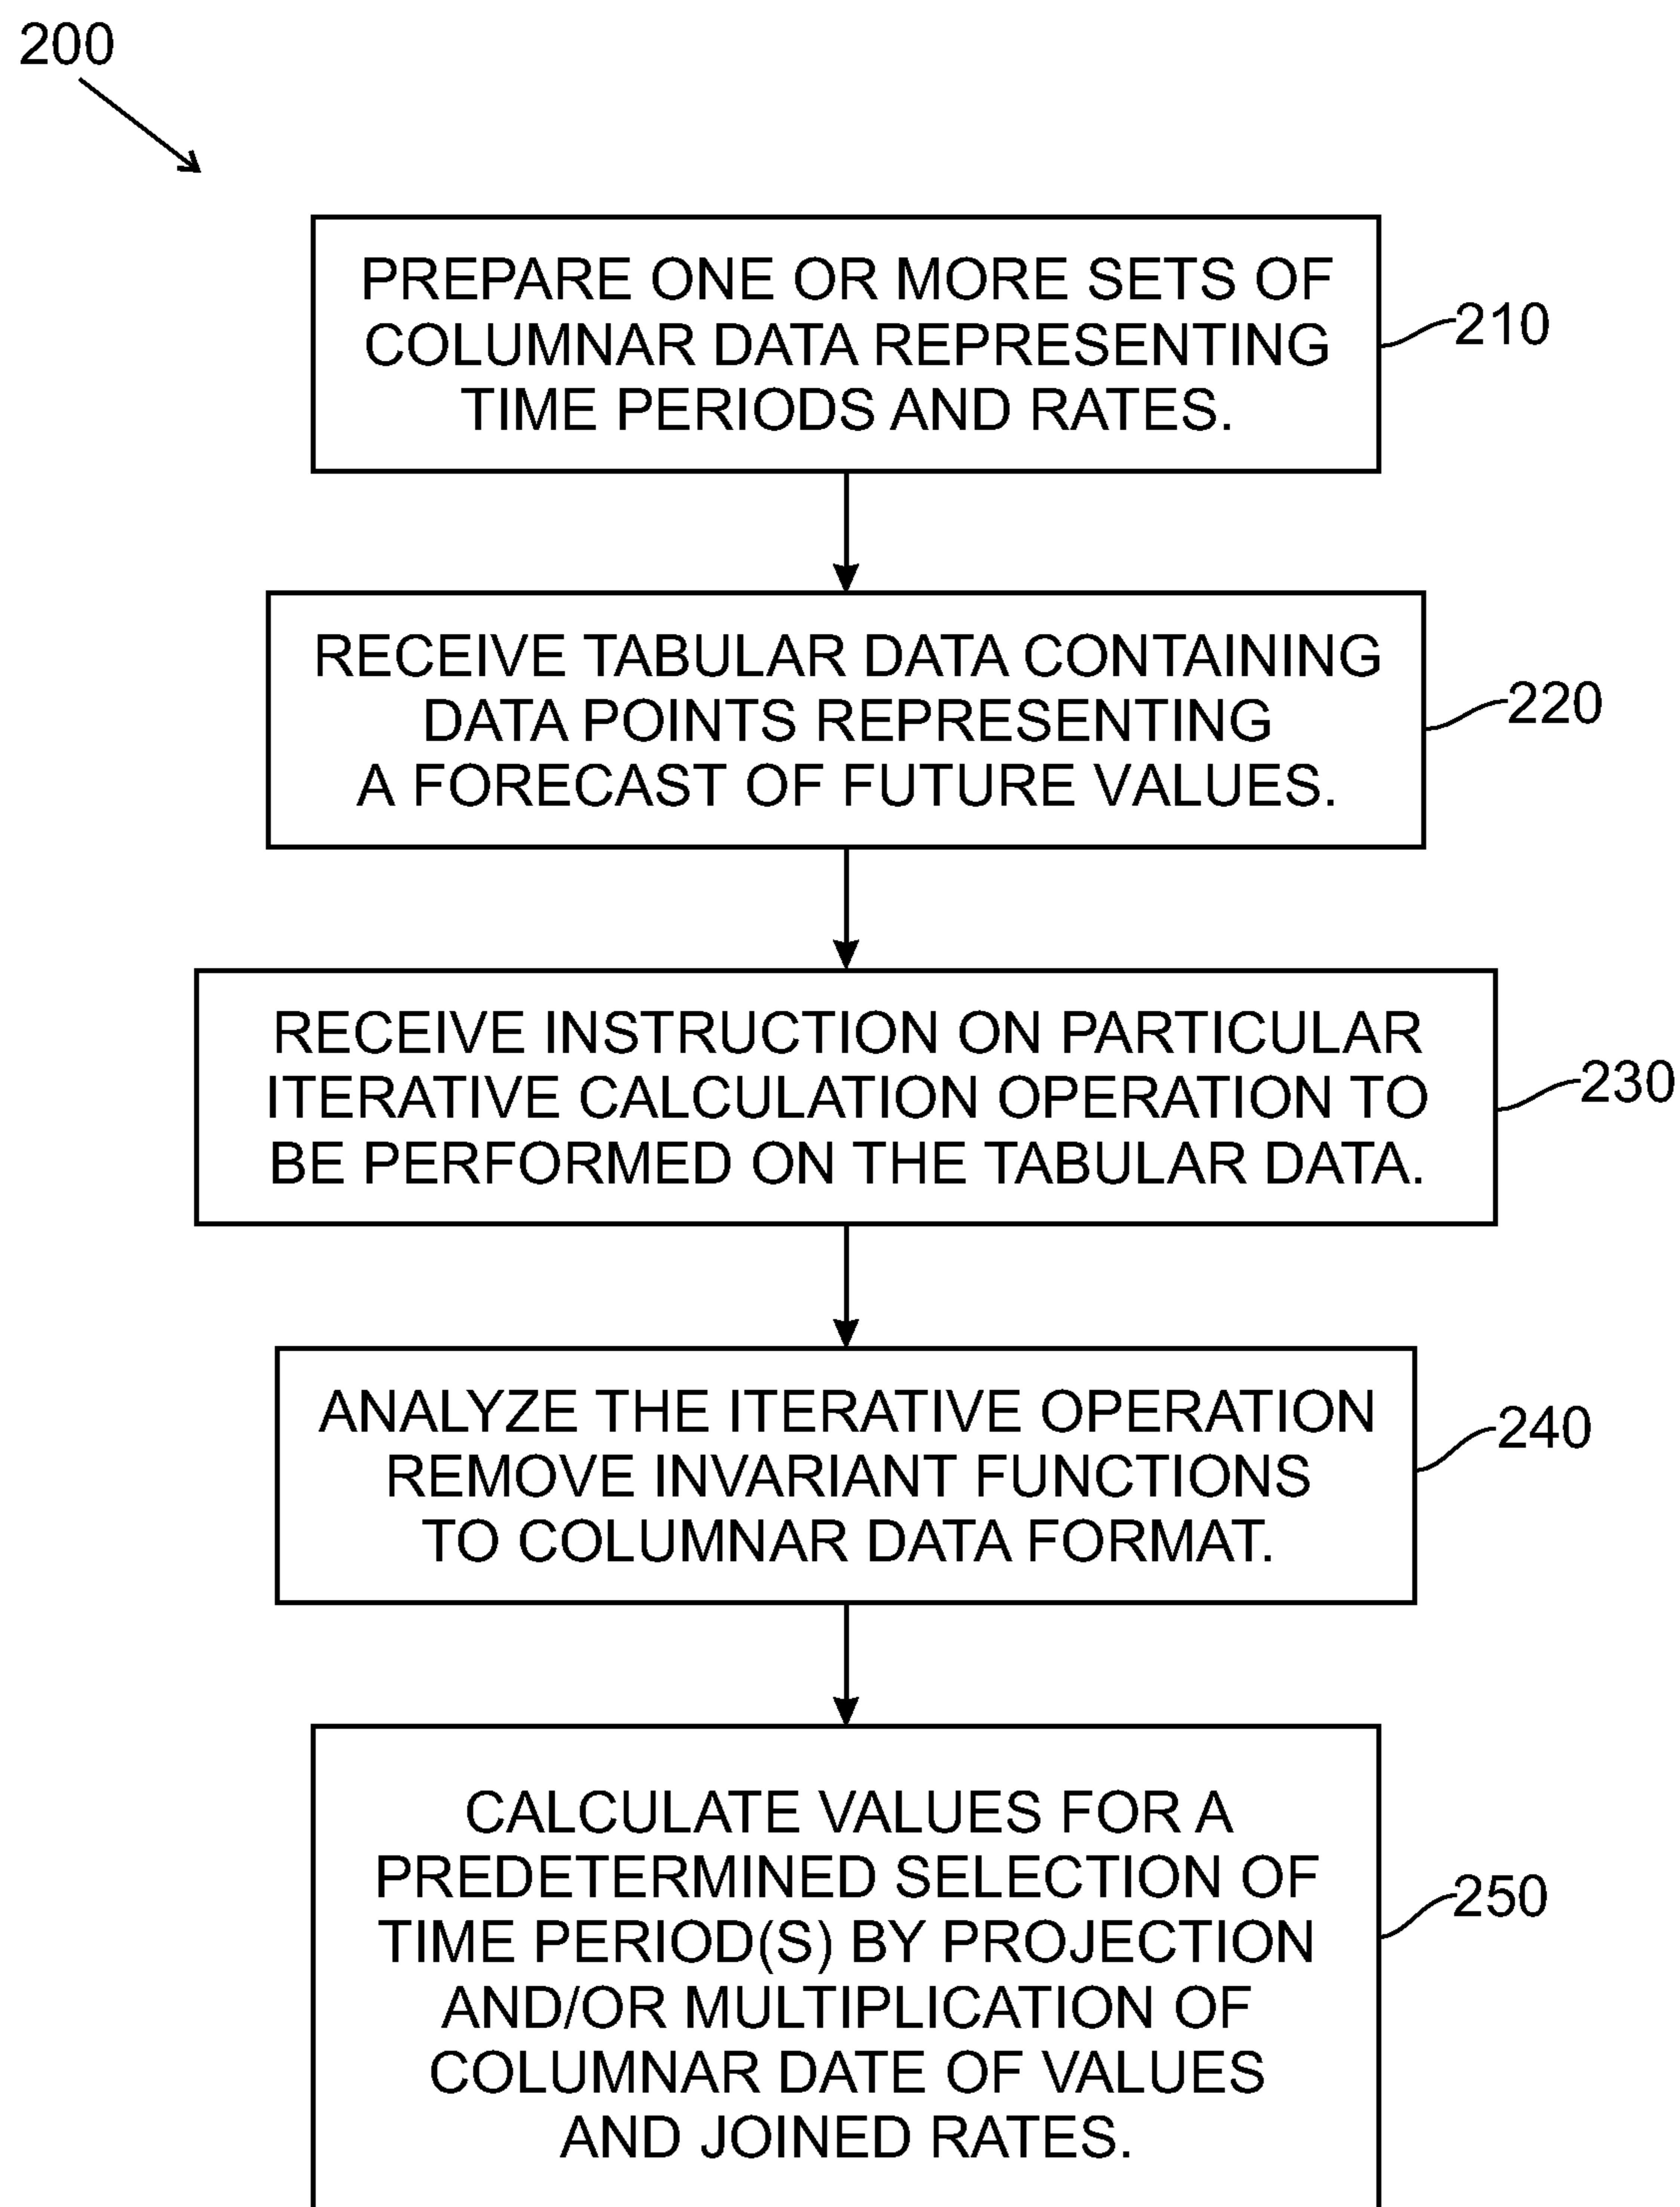 200
PREPARE ONE OR MORE SETS OF
COLUMNAR DATA REPRESENTING
TIME PERIODS AND RATES.
210
RECEIVE TABULAR DATA CONTAINING
DATA POINTS REPRESENTING
A FORECAST OF FUTURE VALUES.
220
RECEIVE INSTRUCTION ON PARTICULAR
ITERATIVE CALCULATION OPERATION TO
BE PERFORMED ON THE TABULAR DATA.
230
ANALYZE THE ITERATIVE OPERATION
REMOVE INVARIANT FUNCTIONS
TO COLUMNAR DATA FORMAT.
240
CALCULATE VALUES FOR A
PREDETERMINED SELECTION OF
TIME PERIOD(S) BY PROJECTION
AND/OR MULTIPLICATION OF
COLUMNAR DATE OF VALUES
AND JOINED RATES.
250